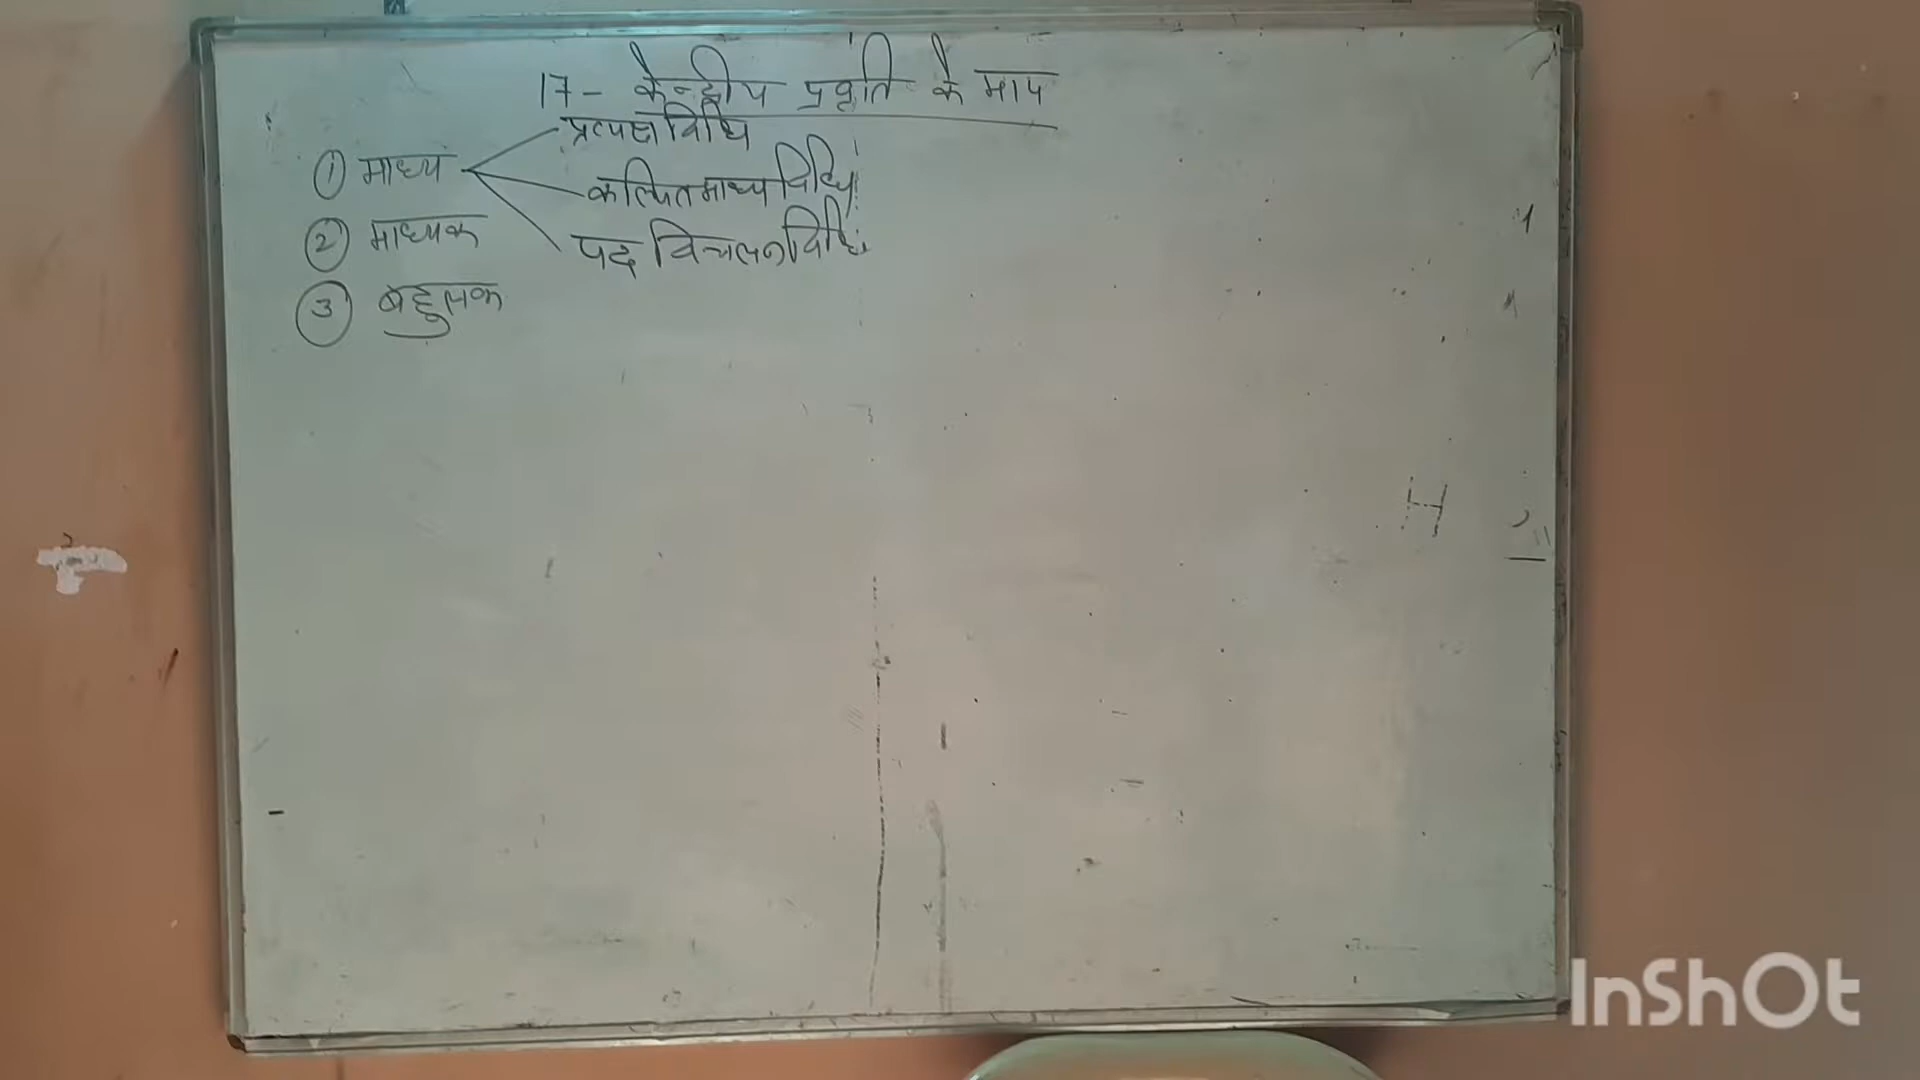 17- केन्द्रीय प्रवृति के माप
① माध्य
प्रत्यक्ष विधि
कल्पित माध्य विधि
पद विचलन विधि
② माध्यक
③ बहुलक
H
InShOt